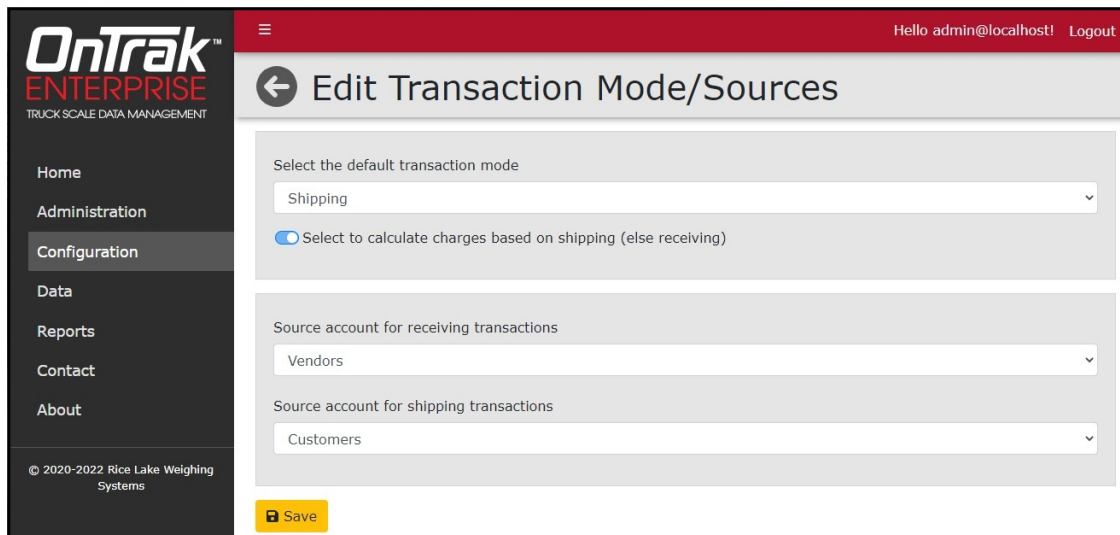 OnTrak™
ENTERPRISE
TRUCK SCALE DATA MANAGEMENT
Home
Administration
Configuration
Data
Reports
Contact
About
© 2020-2022 Rice Lake Weighing
Systems
Hello admin@localhost! Logout
Edit Transaction Mode/Sources
Select the default transaction mode
Shipping
Select to calculate charges based on shipping (else receiving)
Source account for receiving transactions
Vendors
Source account for shipping transactions
Customers
Save